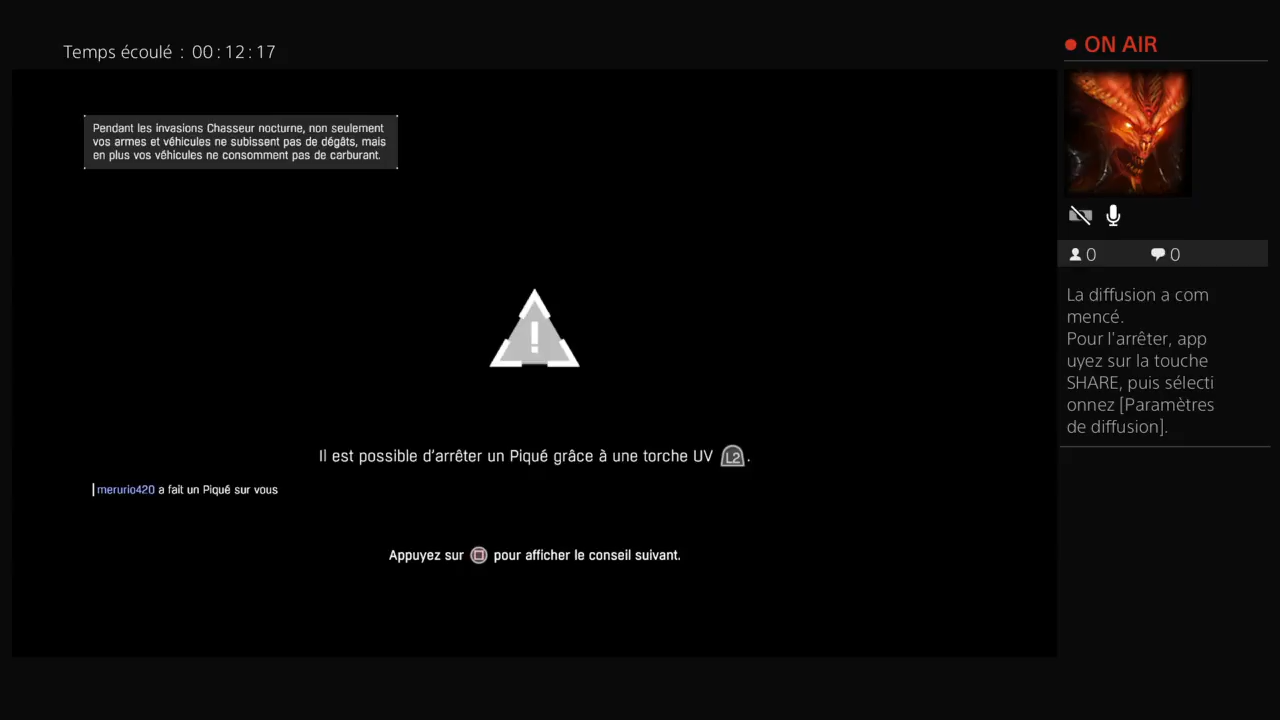 Temps écoulé : 00:12:17
ON AIR
Pendant les invasions Chasseur nocturne, non seulement
vos armes et véhicules ne subissent pas de dégâts, mais
en plus vos véhicules ne consomment pas de carburant.
0 0
La diffusion a com
mencé.
Pour l'arrêter, app
uyez sur la touche
SHARE, puis sélecti
onnez [Paramètres
de diffusion].
!
Il est possible d'arrêter un Piqué grâce à une torche UV L2.
merurio420 a fait un Piqué sur vous
Appuyez sur pour afficher le conseil suivant.